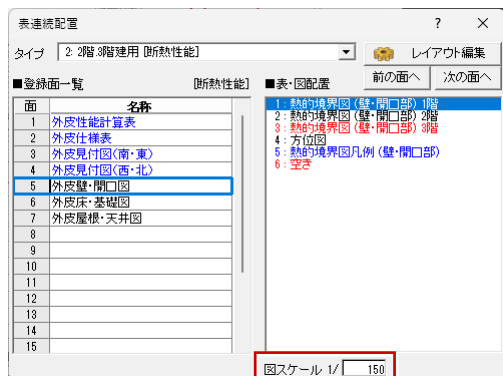 表連続配置 ? ×
タイプ 2: 2階.3階建用 [断熱性能] レイアウト編集
■登録面一覧 [断熱性能] ■表・図配置 前の面へ 次の面へ
面 名称
1 外皮性能計算表
2 外皮仕様表
3 外皮見付図(南・東)
4 外皮見付図(西・北)
5 外皮壁・開口図
6 外皮床・基礎図
7 外皮屋根・天井図
8
9
10
11
12
13
14
15
1 : 熱的境界図 (壁・開口部) 1階
2 : 熱的境界図 (壁・開口部) 2階
3 : 熱的境界図 (壁・開口部) 3階
4 : 方位図
5 : 熱的境界図凡例 (壁・開口部)
6 : 空き
図スケール 1/ 150